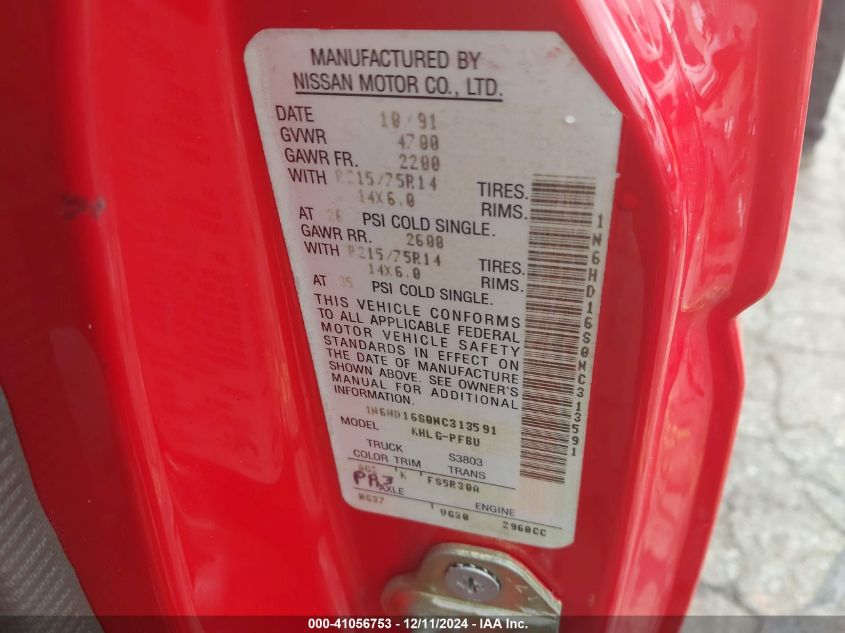 MANUFACTURED BY
NISSAN MOTOR CO., LTD.
DATE 10/91
GVWR 4700
GAWR FR. 2200
WITH P215/75R14 TIRES.
14X6.0 RIMS.
AT 26 PSI COLD SINGLE.
GAWR RR. 2600
WITH P215/75R14 TIRES.
14X6.0 RIMS.
AT 35 PSI COLD SINGLE.
THIS VEHICLE CONFORMS
TO ALL APPLICABLE FEDERAL
MOTOR VEHICLE SAFETY
STANDARDS IN EFFECT ON
THE DATE OF MANUFACTURE
SHOWN ABOVE. SEE OWNER'S
MANUAL FOR ADDITIONAL
INFORMATION.
1N6HD16S0NC313591
MODEL KHLG-PFBU
TRUCK S3803
COLOR TRIM TRANS
K FS5R30A
PA3
AXLE ENGINE
HG37 VG30 2960CC
1N6HD16S0NC313591
000-41056753 - 12/11/2024 - IAA Inc.